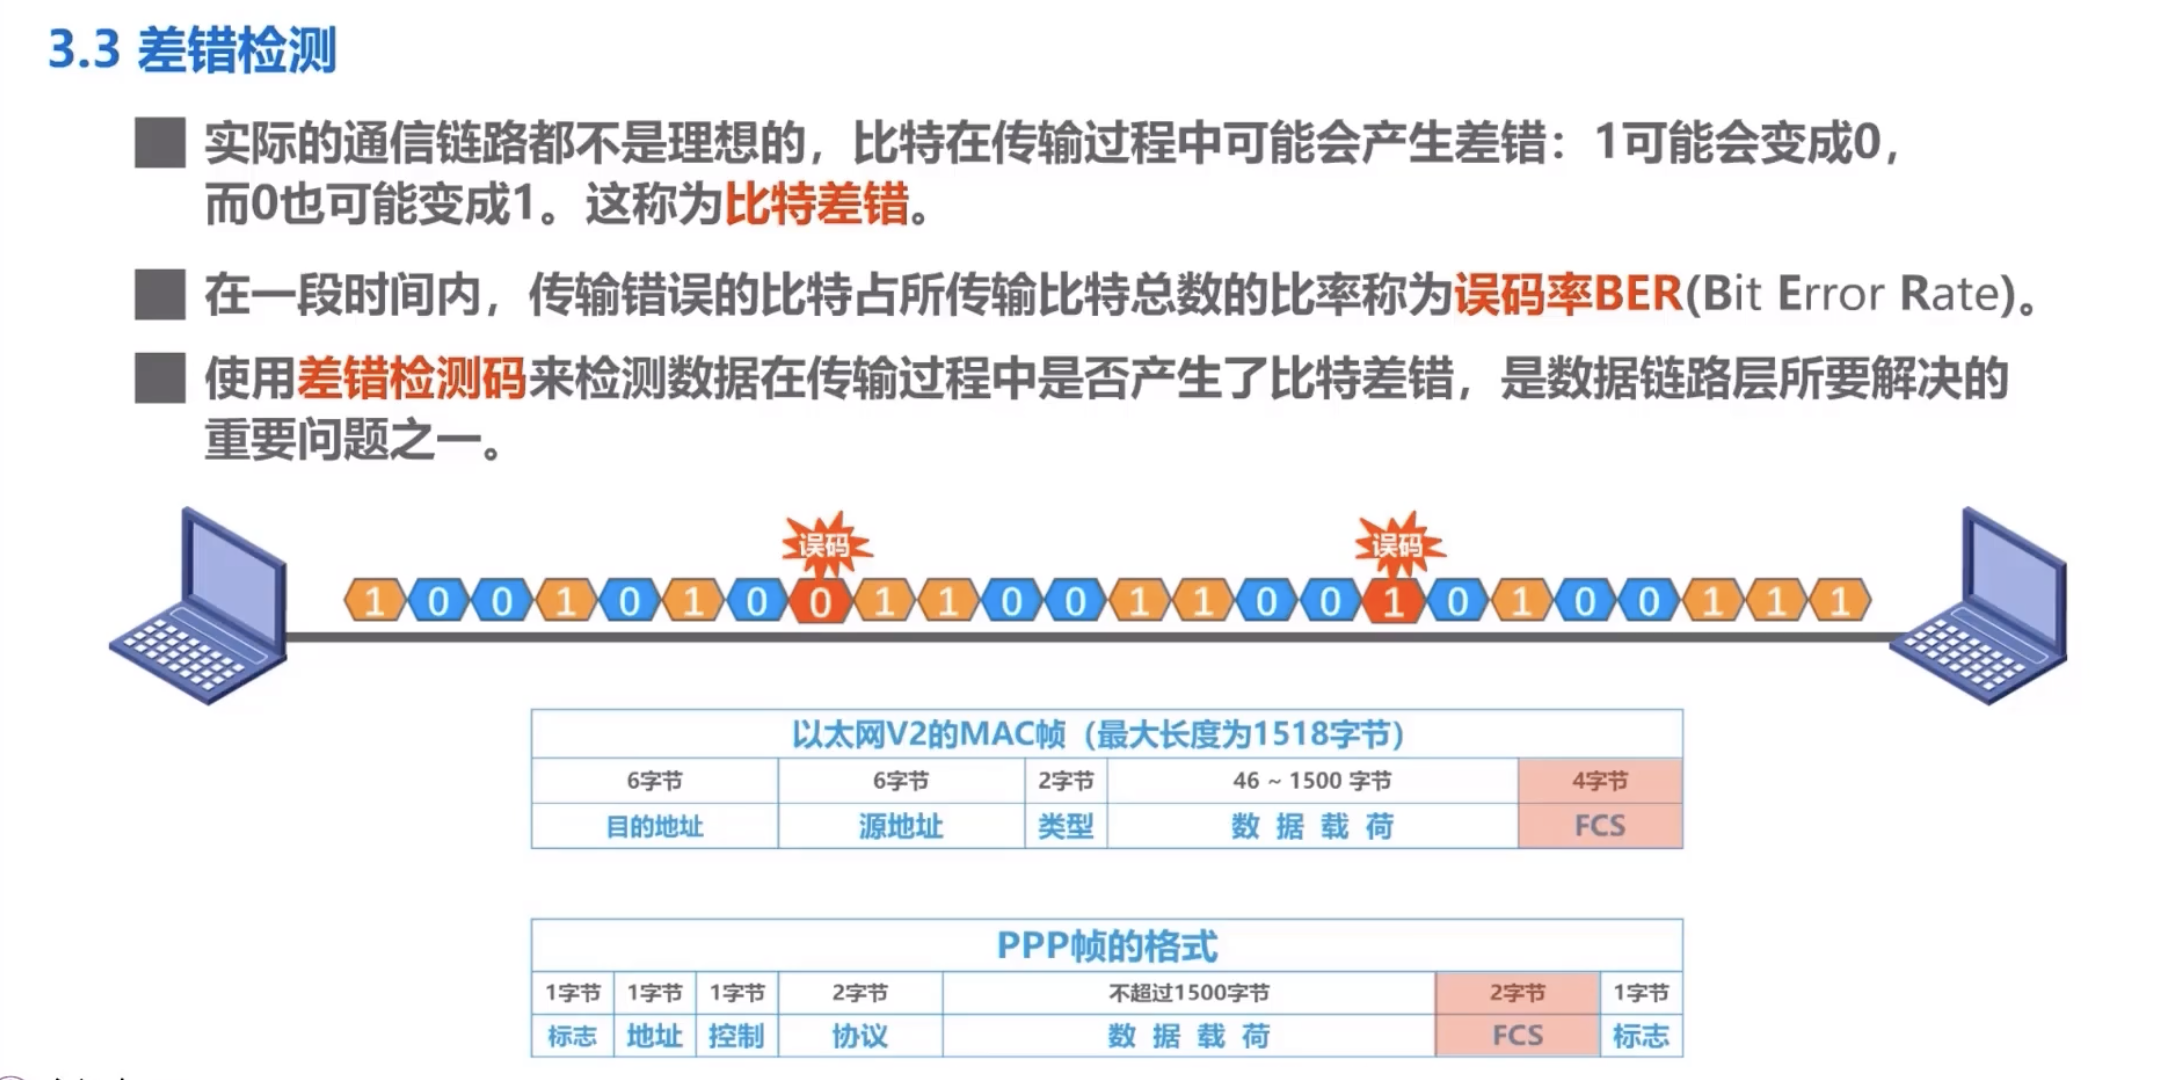 3.3 差错检测
实际的通信链路都不是理想的，比特在传输过程中可能会产生差错：1可能会变成0，
而0也可能变成1。这称为比特差错。
在一段时间内，传输错误的比特占所传输比特总数的比率称为误码率BER(Bit Error Rate)。
使用差错检测码来检测数据在传输过程中是否产生了比特差错，是数据链路层所要解决的
重要问题之一。
误码 误码
1 0 0 1 0 1 0 0 1 1 0 0 1 1 0 0 1 0 1 0 0 1 1 1
以太网V2的MAC帧（最大长度为1518字节）
6字节 6字节 2字节 46 ~ 1500 字节 4字节
目的地址 源地址 类型 数 据 载 荷 FCS
PPP帧的格式
1字节 1字节 1字节 2字节 不超过1500字节 2字节 1字节
标志 地址 控制 协议 数 据 载 荷 FCS 标志